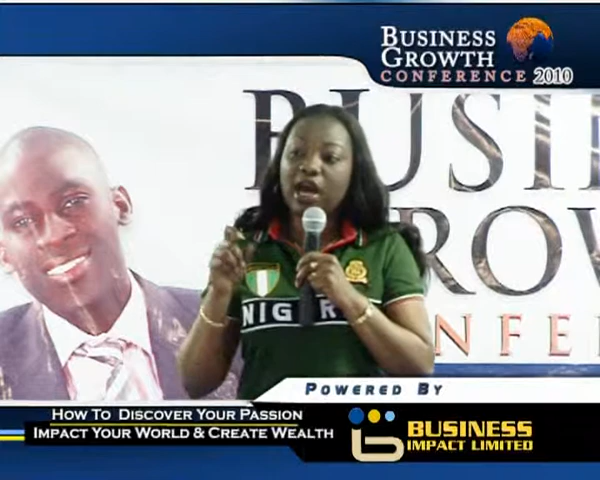 BUSINESS
GROWTH
CONFERENCE 2010
NIGER
POWERED BY
HOW TO DISCOVER YOUR PASSION
IMPACT YOUR WORLD & CREATE WEALTH
BUSINESS
IMPACT LIMITED